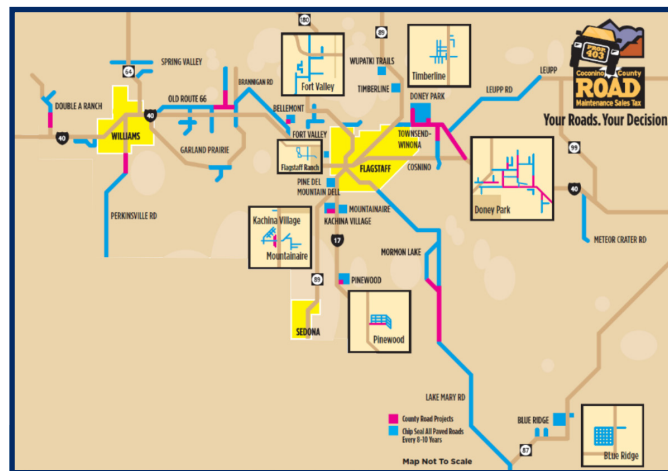 180
89
Fort Valley
WUPATKI TRAILS
TIMBERLINE
Timberline
PROP
403
Coconino County
ROAD
Maintenance Sales Tax
Your Roads. Your Decision
SPRING VALLEY
64
DOUBLE A RANCH
40
OLD ROUTE 66
BRANNIGAN RD
40
WILLIAMS
BELLEMONT
FORT VALLEY
GARLAND PRAIRIE
Flagstaff Ranch
FLAGSTAFF
DONEY PARK
TOWNSEND-
WINONA
COSNINO
LEUPP RD
LEUPP
99
40
Doney Park
METEOR CRATER RD
PINE DEL
MOUNTAIN DELL
MOUNTAINAIRE
KACHINA VILLAGE
Kachina Village
Mountainaire
PERKINSVILLE RD
17
MORMON LAKE
89
PINEWOOD
SEDONA
Pinewood
LAKE MARY RD
County Road Projects
Chip Seal All Paved Roads
Every 8-10 Years
BLUE RIDGE
87
Blue Ridge
Map Not To Scale